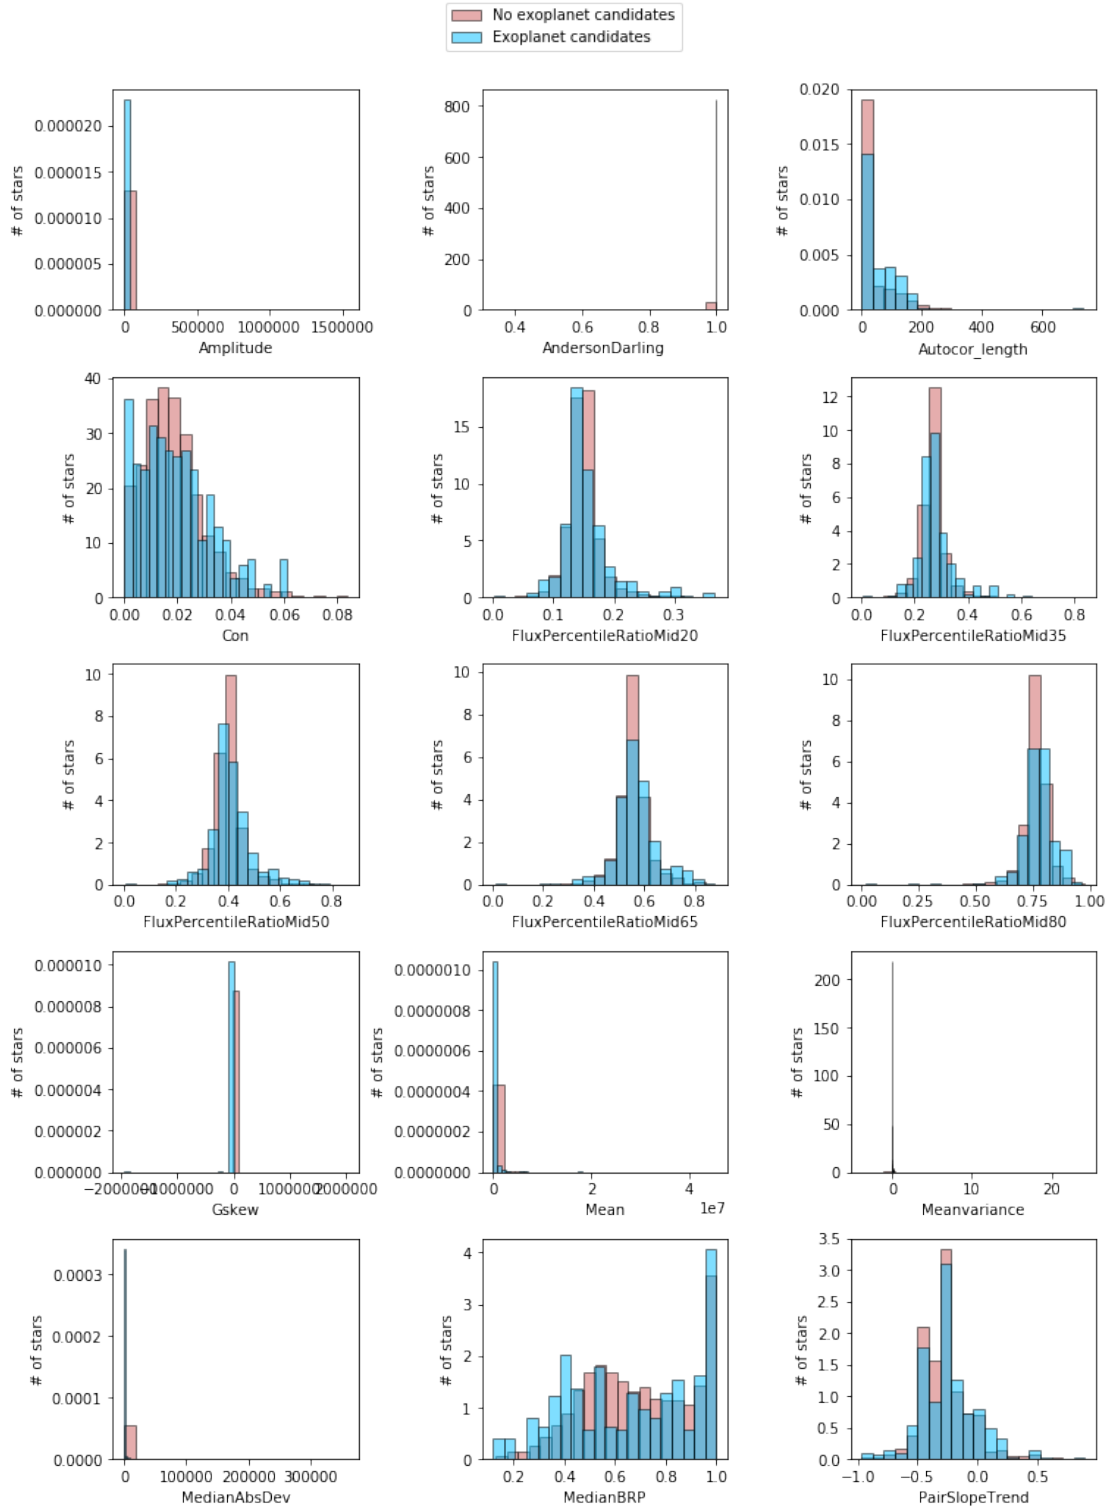 No exoplanet candidates
Exoplanet candidates
0.000020
0.000015
0.000010
0.000005
0.000000
# of stars
0 500000 1000000 1500000
Amplitude
800
600
400
200
0
# of stars
0.4 0.6 0.8 1.0
AndersonDarling
0.020
0.015
0.010
0.005
0.000
# of stars
0 200 400 600
Autocor_length
40
30
20
10
0
# of stars
0.00 0.02 0.04 0.06 0.08
Con
15
10
5
0
# of stars
0.0 0.1 0.2 0.3
FluxPercentileRatioMid20
12
10
8
6
4
2
0
# of stars
0.0 0.2 0.4 0.6 0.8
FluxPercentileRatioMid35
10
8
6
4
2
0
# of stars
0.0 0.2 0.4 0.6 0.8
FluxPercentileRatioMid50
10
8
6
4
2
0
# of stars
0.0 0.2 0.4 0.6 0.8
FluxPercentileRatioMid65
10
8
6
4
2
0
# of stars
0.00 0.25 0.50 0.75 1.00
FluxPercentileRatioMid80
0.000010
0.000008
0.000006
0.000004
0.000002
0.000000
# of stars
−2000000 −1000000 0 1000000 2000000
Gskew
0.0000010
0.0000008
0.0000006
0.0000004
0.0000002
0.0000000
# of stars
0 2 4
1e7
Mean
200
150
100
50
0
# of stars
0 10 20
Meanvariance
0.0003
0.0002
0.0001
0.0000
# of stars
0 100000 200000 300000
MedianAbsDev
4
3
2
1
0
# of stars
0.2 0.4 0.6 0.8 1.0
MedianBRP
3.5
3.0
2.5
2.0
1.5
1.0
0.5
0.0
# of stars
−1.0 −0.5 0.0 0.5
PairSlopeTrend